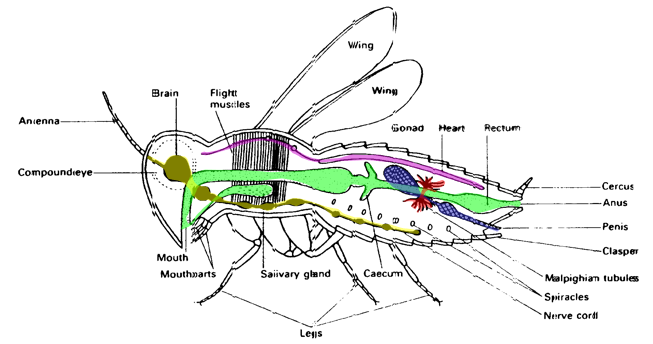 Wing
Wing
Brain
Flight
muscles
Antenna
Gonad
Heart
Rectum
Compound eye
Cercus
Anus
Penis
Clasper
Mouth
Mouthparts
Salivary gland
Caecum
Malpighian tubules
Spiracles
Nerve cord
Legs